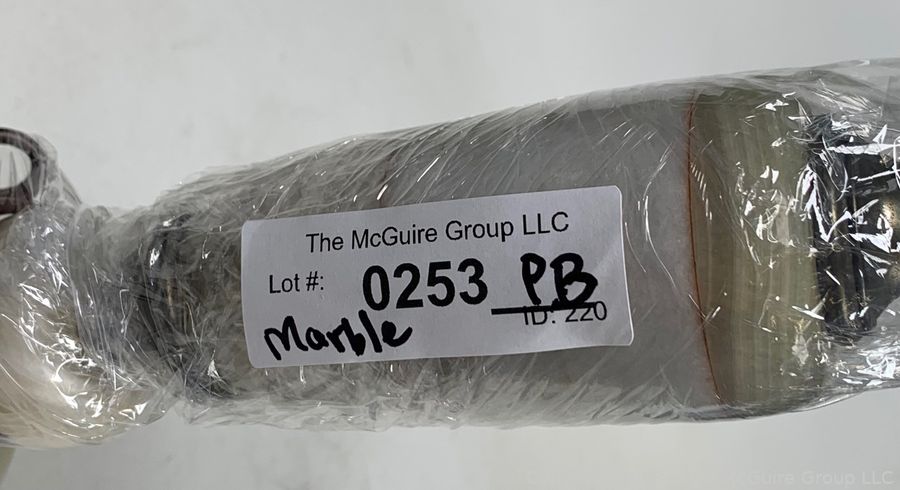 The McGuire Group LLC
Lot #: 0253 PB
ID: 220
Marble
McGuire Group LLC